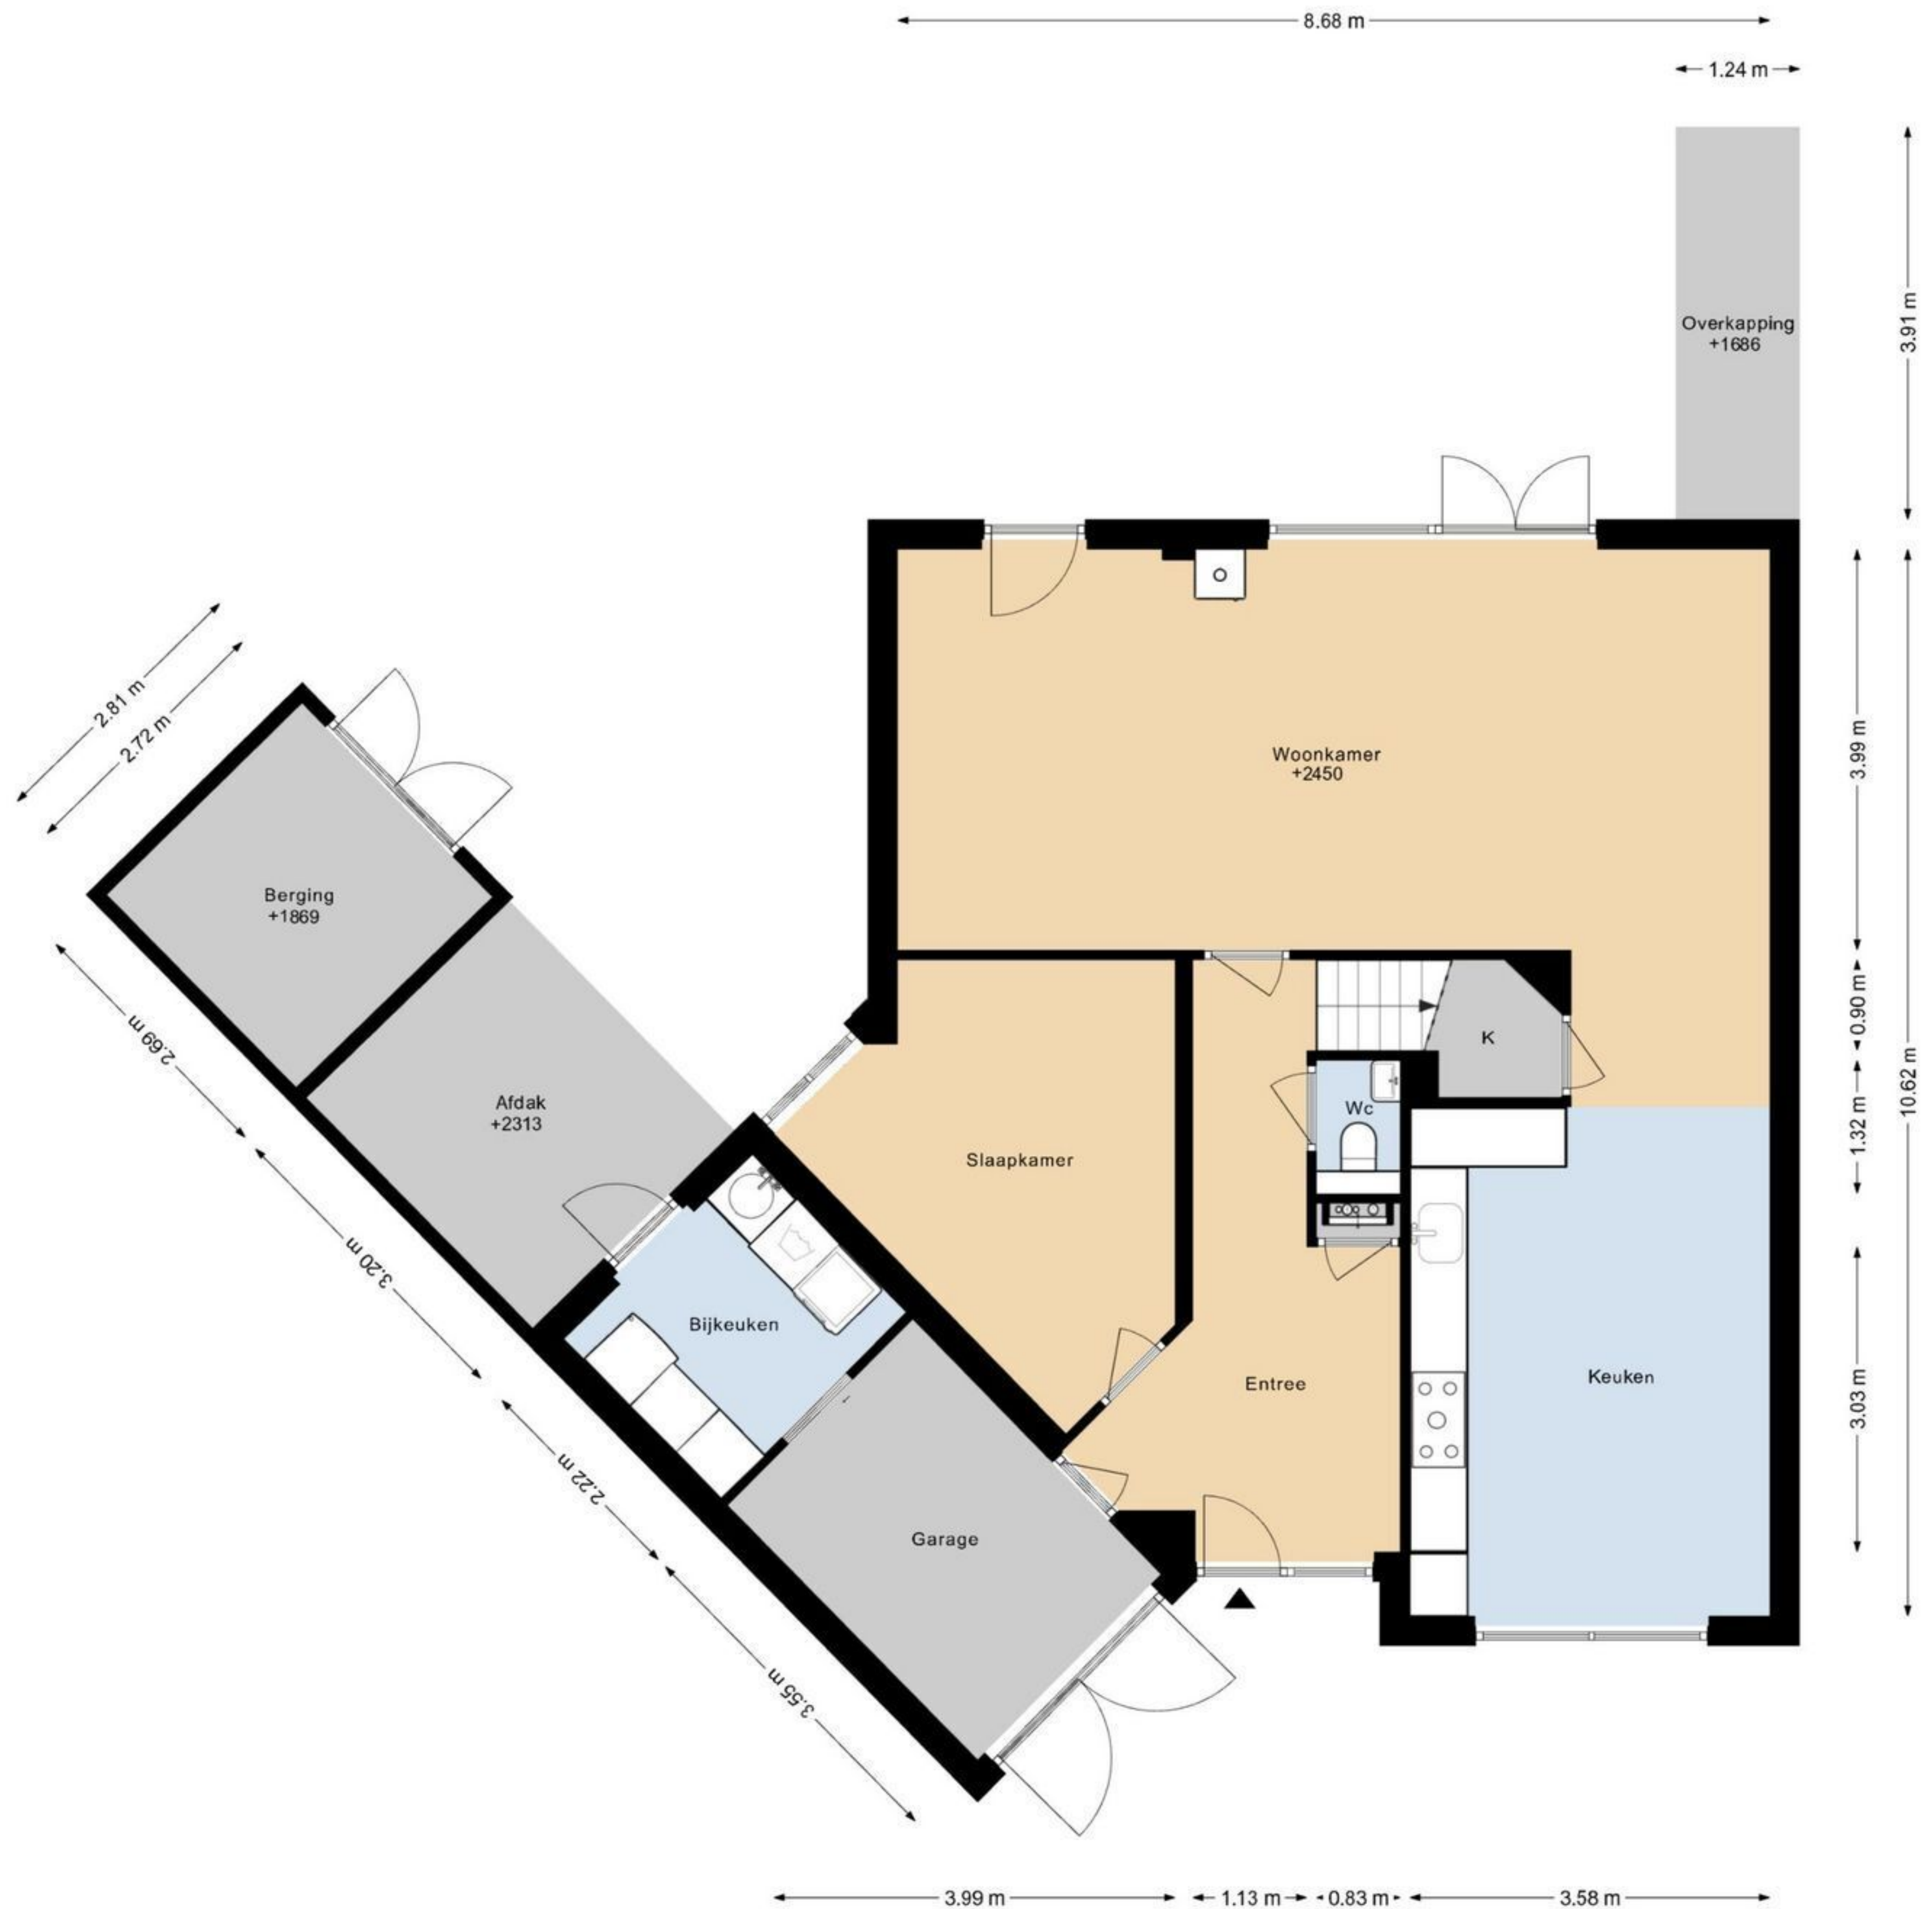 8.68 m
1.24 m
Overkapping
+1686
3.91 m
Woonkamer
+2450
3.99 m
2.81 m
2.72 m
Berging
+1869
2.69 m
Afdak
+2313
3.20 m
K
0.90 m
10.62 m
Wc
1.32 m
Slaapkamer
Bijkeuken
Entree
Keuken
3.03 m
2.22 m
Garage
3.55 m
3.99 m
1.13 m
0.83 m
3.58 m